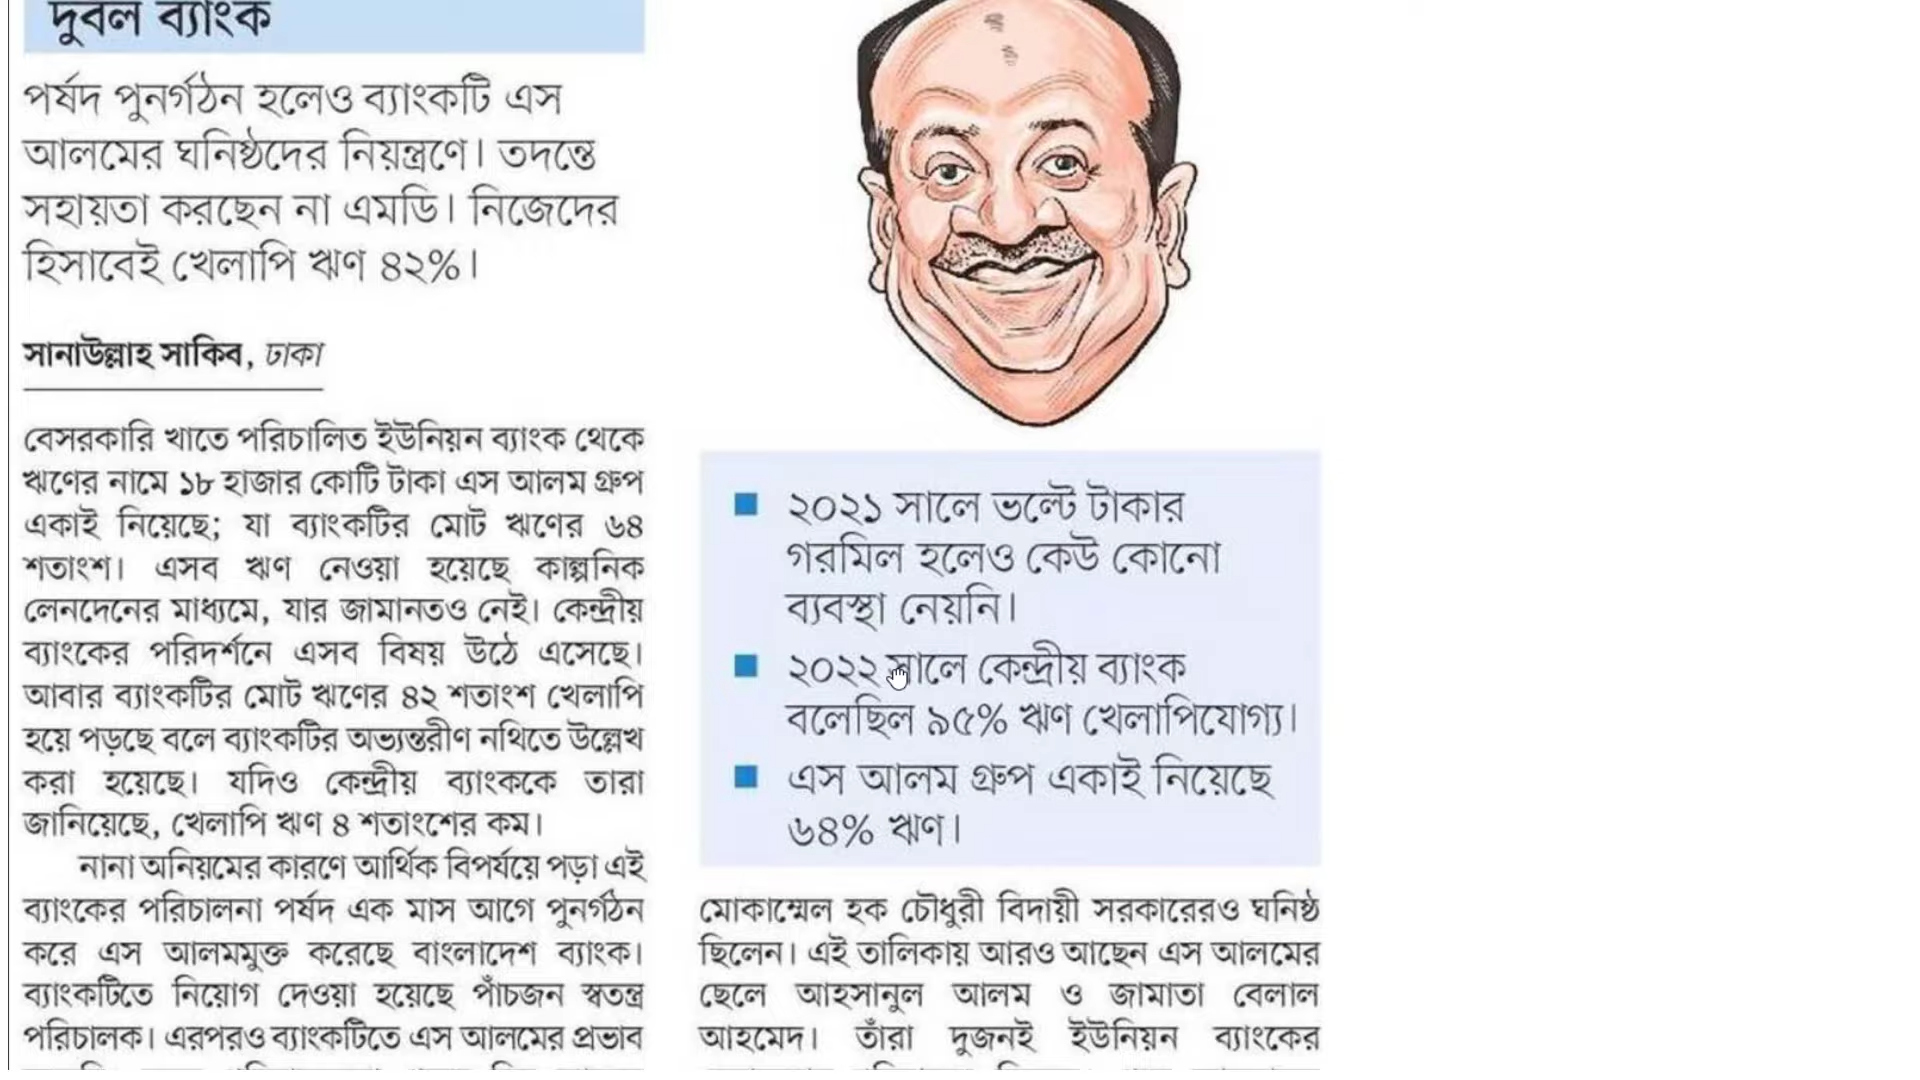 দুর্বল ব্যাংক
পর্ষদ পুনর্গঠন হলেও ব্যাংকটি এস
আলমের ঘনিষ্ঠদের নিয়ন্ত্রণে। তদন্তে
সহায়তা করছেন না এমডি। নিজেদের
হিসাবেই খেলাপি ঋণ ৪২%।
সানাউল্লাহ সাকিব, ঢাকা
বেসরকারি খাতে পরিচালিত ইউনিয়ন ব্যাংক থেকে
ঋণের নামে ১৮ হাজার কোটি টাকা এস আলম গ্রুপ
একাই নিয়েছে; যা ব্যাংকটির মোট ঋণের ৬৪
শতাংশ। এসব ঋণ নেওয়া হয়েছে কাল্পনিক
লেনদেনের মাধ্যমে, যার জামানতও নেই। কেন্দ্রীয়
ব্যাংকের পরিদর্শনে এসব বিষয় উঠে এসেছে।
আবার ব্যাংকটির মোট ঋণের ৪২ শতাংশ খেলাপি
হয়ে পড়ছে বলে ব্যাংকটির অভ্যন্তরীণ নথিতে উল্লেখ
করা হয়েছে। যদিও কেন্দ্রীয় ব্যাংককে তারা
জানিয়েছে, খেলাপি ঋণ ৪ শতাংশের কম।
নানা অনিয়মের কারণে আর্থিক বিপর্যয়ে পড়া এই
ব্যাংকের পরিচালনা পর্ষদ এক মাস আগে পুনর্গঠন
করে এস আলমমুক্ত করেছে বাংলাদেশ ব্যাংক।
ব্যাংকটিতে নিয়োগ দেওয়া হয়েছে পাঁচজন স্বতন্ত্র
পরিচালক। এরপরও ব্যাংকটিতে এস আলমের প্রভাব
২০২১ সালে ভল্টে টাকার
গরমিল হলেও কেউ কোনো
ব্যবস্থা নেয়নি।
২০২২ সালে কেন্দ্রীয় ব্যাংক
বলেছিল ৯৫% ঋণ খেলাপিযোগ্য।
এস আলম গ্রুপ একাই নিয়েছে
৬৪% ঋণ।
মোকাম্মেল হক চৌধুরী বিদায়ী সরকারেরও ঘনিষ্ঠ
ছিলেন। এই তালিকায় আরও আছেন এস আলমের
ছেলে আহসানুল আলম ও জামাতা বেলাল
আহমেদ। তাঁরা দুজনই ইউনিয়ন ব্যাংকের